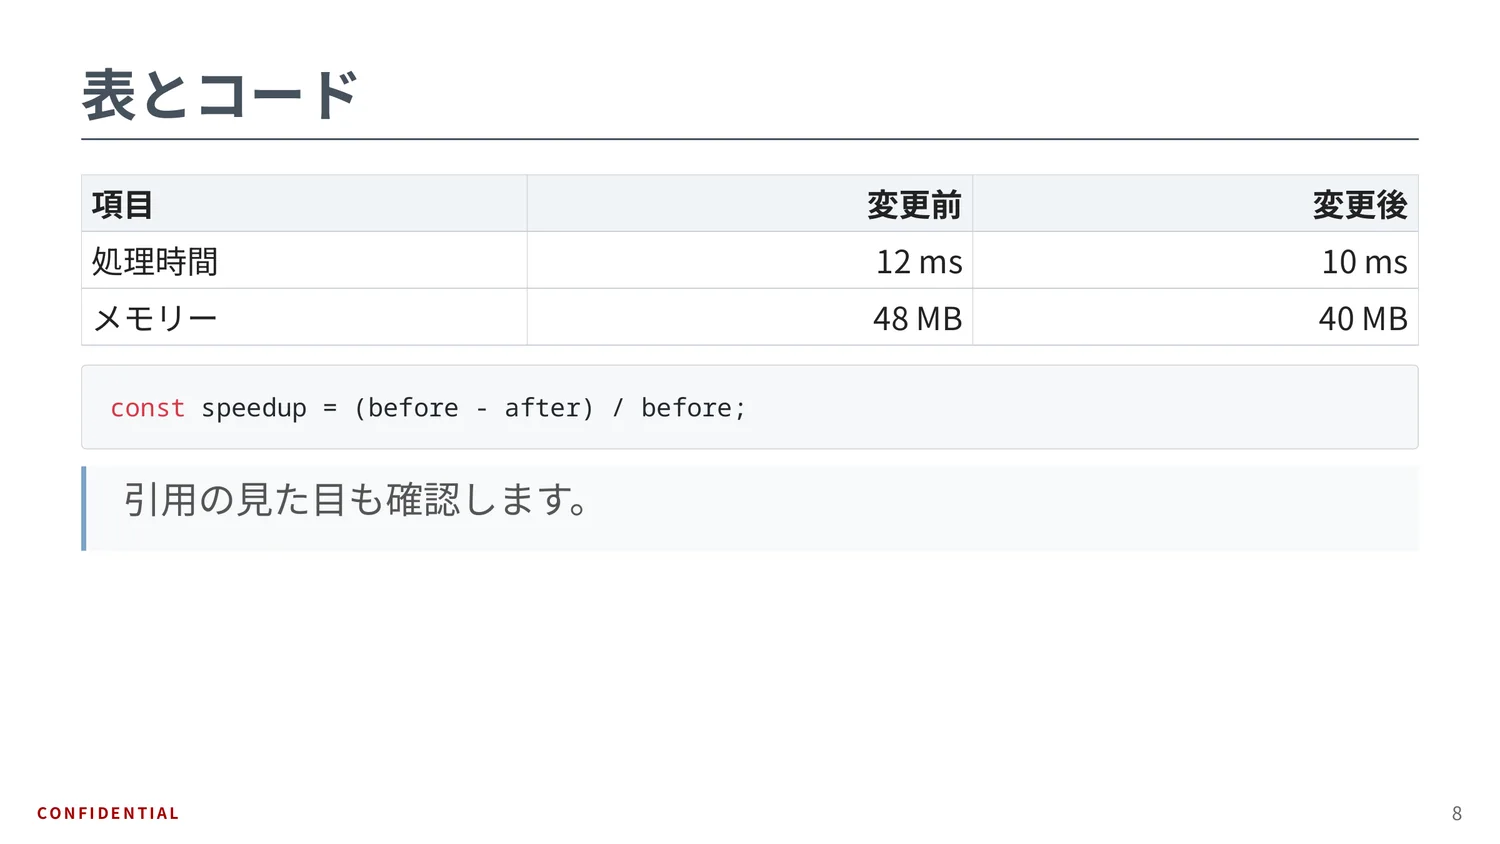 表とコード
項目 変更前 変更後
処理時間 12 ms 10 ms
メモリー 48 MB 40 MB
const speedup = (before - after) / before;
引用の見た目も確認します。
CONFIDENTIAL
8